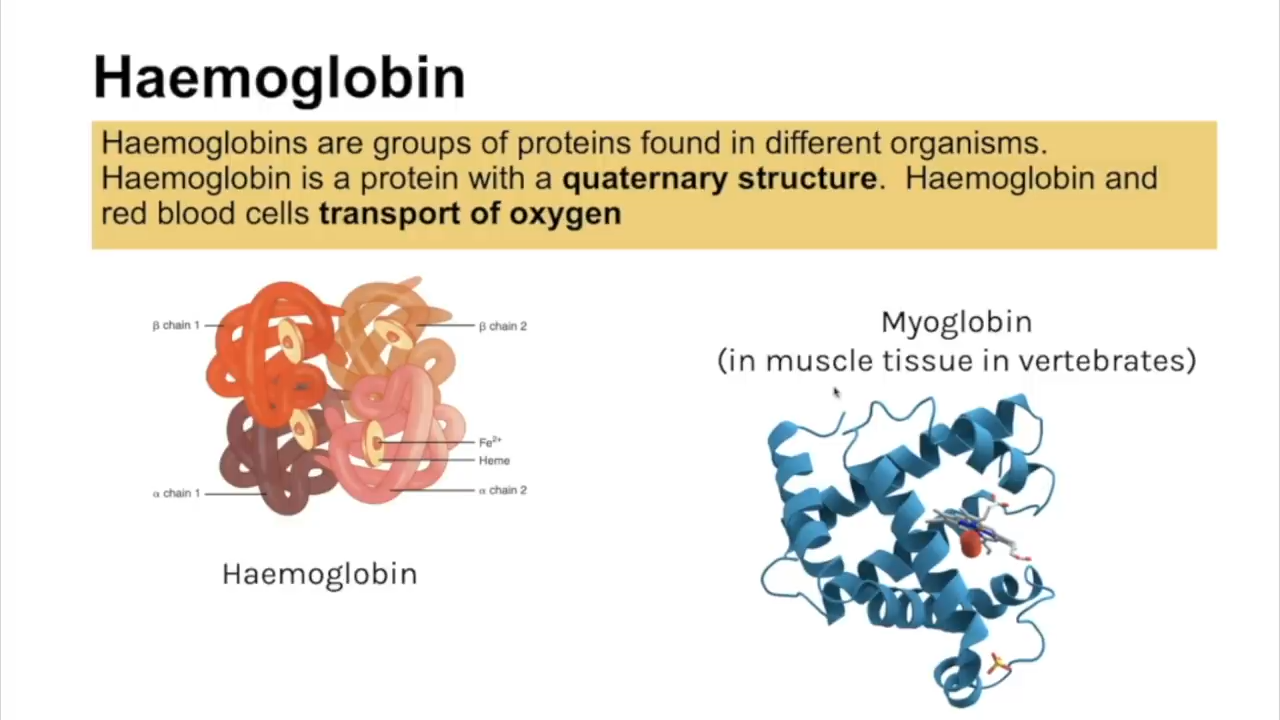 Haemoglobin
Haemoglobins are groups of proteins found in different organisms.
Haemoglobin is a protein with a quaternary structure.  Haemoglobin and
red blood cells transport of oxygen
β chain 1
β chain 2
Fe²⁺
Heme
α chain 1
α chain 2
Haemoglobin
Myoglobin
(in muscle tissue in vertebrates)